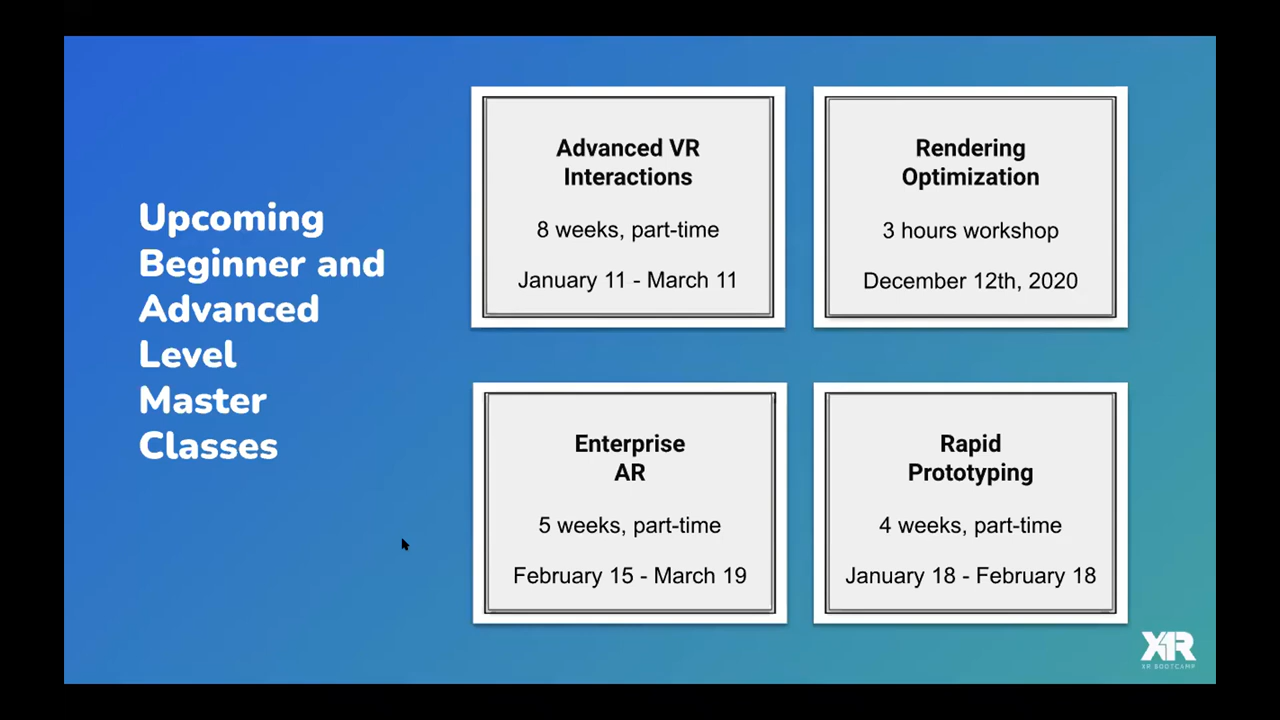 Upcoming
Beginner and
Advanced
Level
Master
Classes
Advanced VR
Interactions
8 weeks, part-time
January 11 - March 11
Rendering
Optimization
3 hours workshop
December 12th, 2020
Enterprise
AR
5 weeks, part-time
February 15 - March 19
Rapid
Prototyping
4 weeks, part-time
January 18 - February 18
XR
XR BOOTCAMP